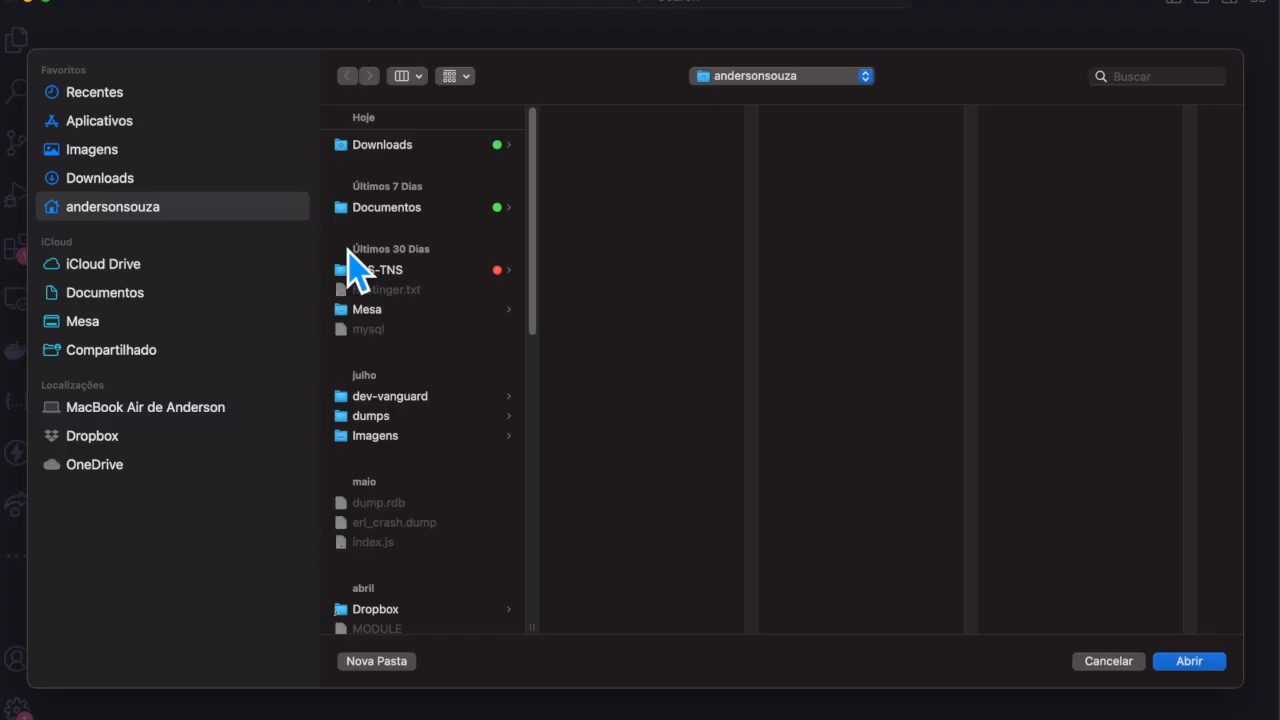 Favoritos
Recentes
Aplicativos
Imagens
Downloads
andersonsouza
iCloud
iCloud Drive
Documentos
Mesa
Compartilhado
Localizações
MacBook Air de Anderson
Dropbox
OneDrive
andersonsouza
Buscar
Hoje
Downloads
Últimos 7 Dias
Documentos
Últimos 30 Dias
S-TNS
tinger.txt
Mesa
mysql
julho
dev-vanguard
dumps
Imagens
maio
dump.rdb
erl_crash.dump
index.js
abril
Dropbox
MODULE
Nova Pasta
Cancelar
Abrir